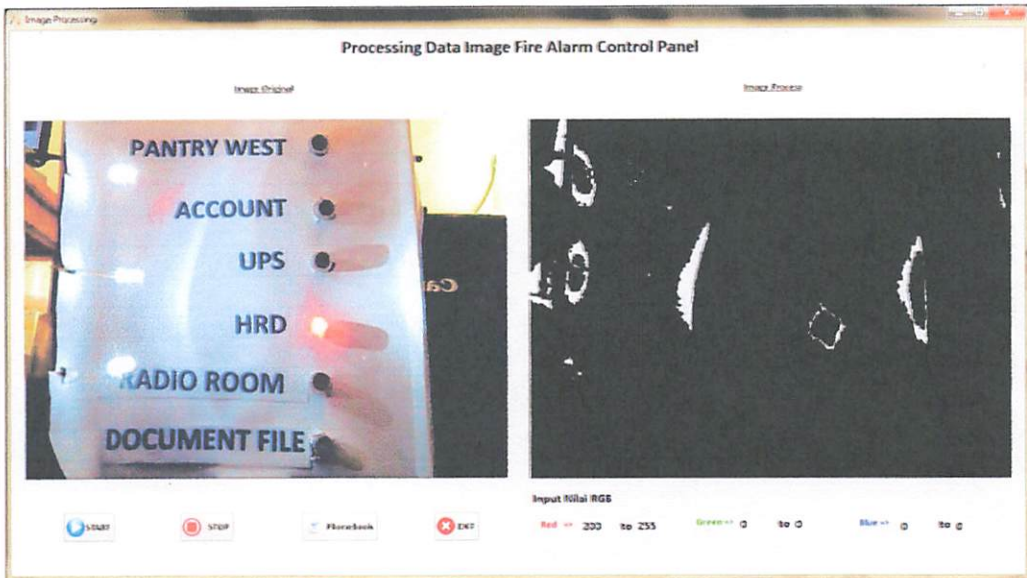 Image Processing
Processing Data Image Fire Alarm Control Panel
Image Original
Image Process
PANTRY WEST
ACCOUNT
UPS
HRD
RADIO ROOM
DOCUMENT FILE
Ca
Input Nilai RGB
START
STOP
PhoneBook
EXIT
Red => 200 to 255
Green => 0 to 0
Blue => 0 to 0